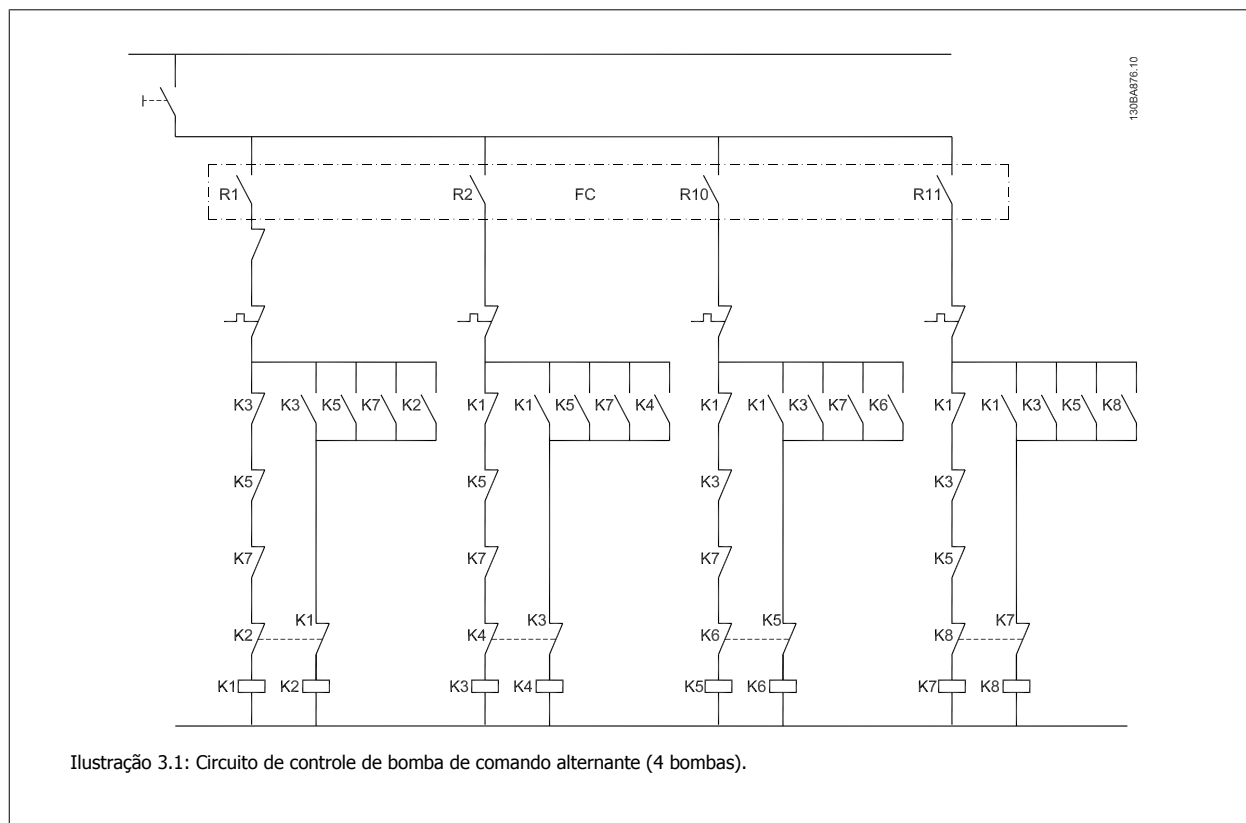 130BA876.10
R1 R2 FC R10 R11
K3 K3 K5 K7 K2 K1 K1 K5 K7 K4 K1 K1 K3 K7 K6 K1 K1 K3 K5 K8
K5 K5 K3 K3
K7 K7 K7 K5
K2 K1 K4 K3 K6 K5 K8 K7
K1 K2 K3 K4 K5 K6 K7 K8
Ilustração 3.1: Circuito de controle de bomba de comando alternante (4 bombas).